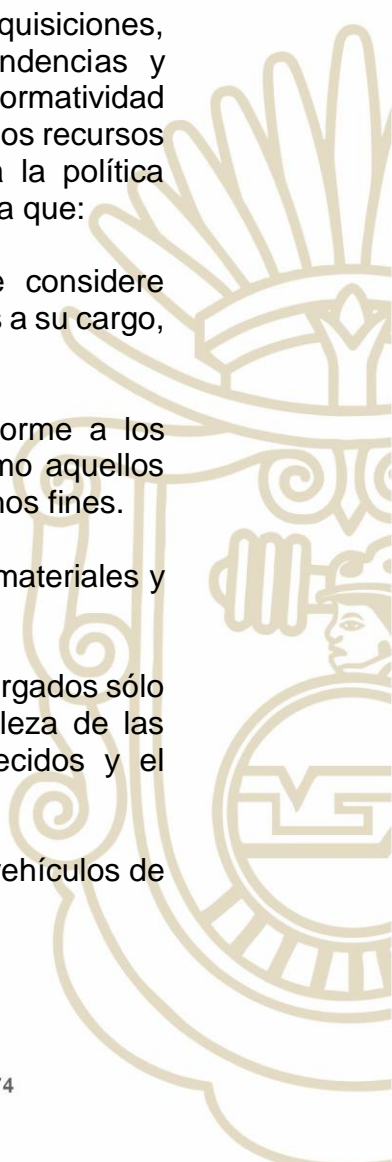 quisiciones,
ndencias y
ormatividad
os recursos
a la política
a que:
e considere
s a su cargo,
orme a los
mo aquellos
nos fines.
materiales y
rgados sólo
leza de las
ecidos y el
vehículos de
74